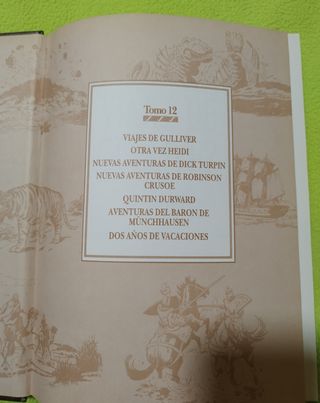 Tomo 12
VIAJES DE GULLIVER
OTRA VEZ HEIDI
NUEVAS AVENTURAS DE DICK TURPIN
NUEVAS AVENTURAS DE ROBINSON
CRUSOE
QUINTIN DURWARD
AVENTURAS DEL BARON DE
MÜNCHHAUSEN
DOS AÑOS DE VACACIONES